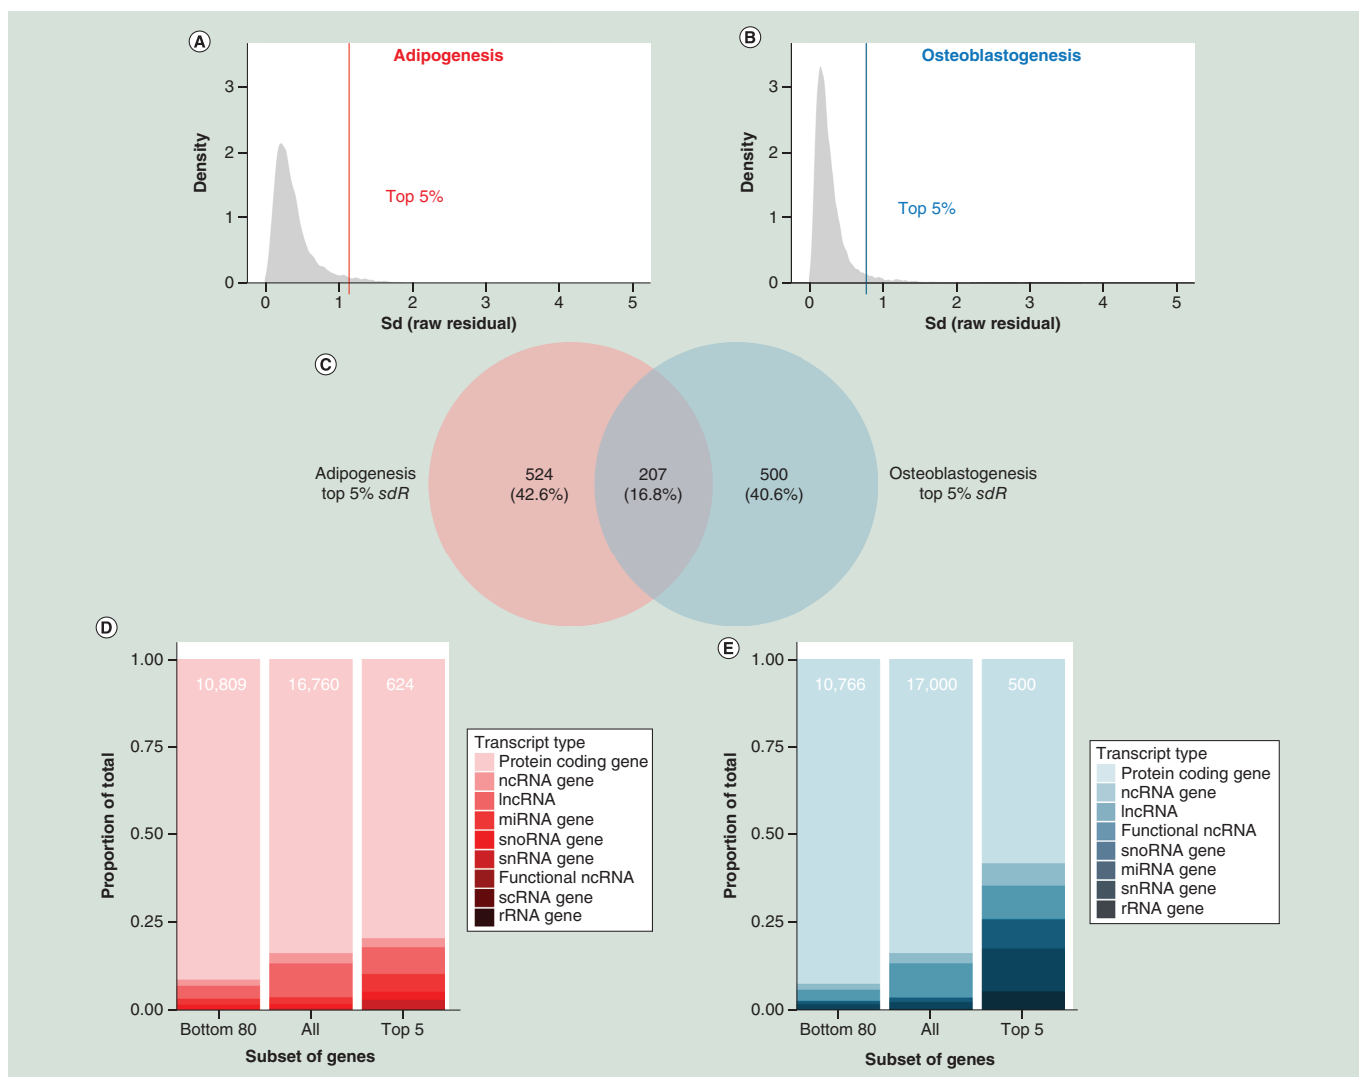 A
Adipogenesis
3
2
1
0
Density
Top 5%
0 1 2 3 4 5
Sd (raw residual)
B
Osteoblastogenesis
3
2
1
0
Density
Top 5%
0 1 2 3 4 5
Sd (raw residual)
C
Adipogenesis
top 5% sdR
524
(42.6%)
207
(16.8%)
500
(40.6%)
Osteoblastogenesis
top 5% sdR
D
1.00
0.75
0.50
0.25
0.00
Proportion of total
10,809 16,760 624
Bottom 80 All Top 5
Subset of genes
Transcript type
Protein coding gene
ncRNA gene
lncRNA
miRNA gene
snoRNA gene
snRNA gene
Functional ncRNA
scRNA gene
rRNA gene
E
1.00
0.75
0.50
0.25
0.00
Proportion of total
10,766 17,000 500
Bottom 80 All Top 5
Subset of genes
Transcript type
Protein coding gene
ncRNA gene
lncRNA
Functional ncRNA
snoRNA gene
miRNA gene
snRNA gene
rRNA gene